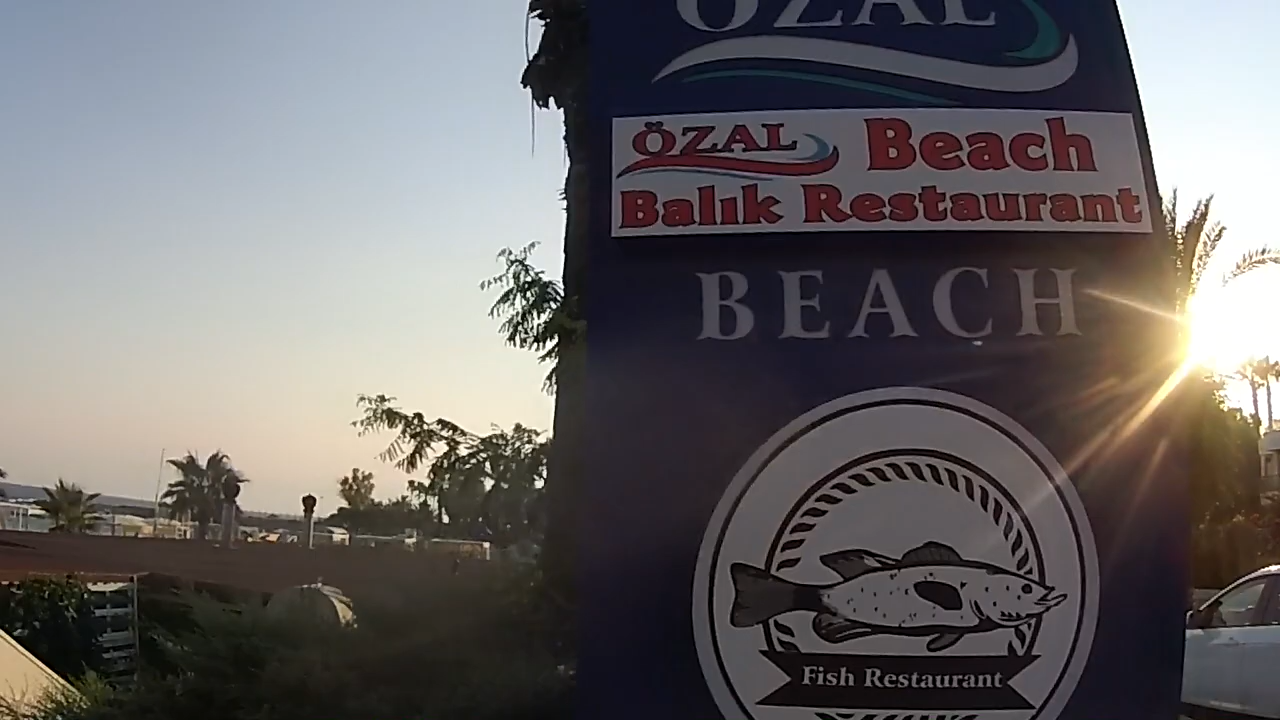 ÖZAL
ÖZAL Beach
Balık Restaurant
BEACH
Fish Restaurant